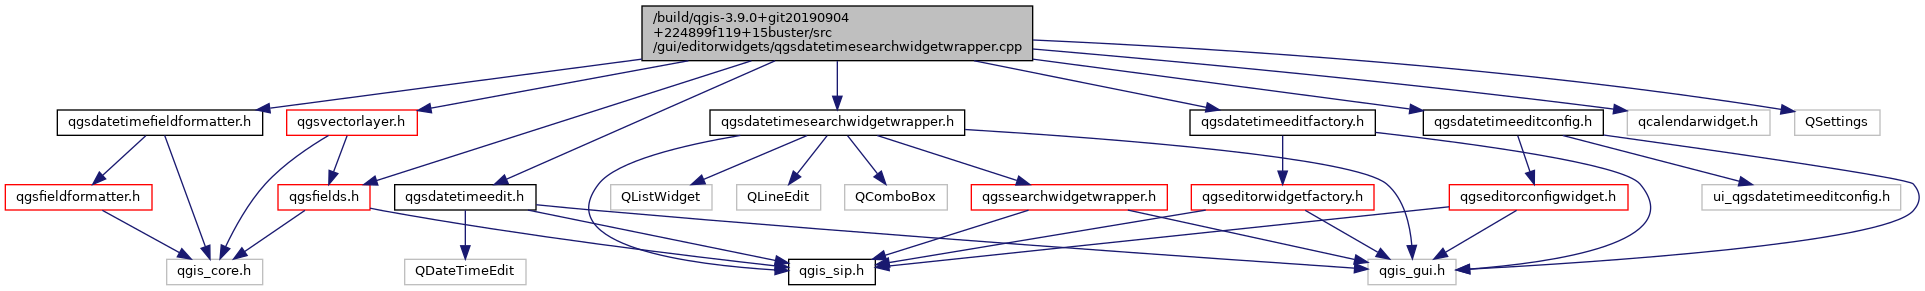 /build/qgis-3.9.0+git20190904
+224899f119+15buster/src
/gui/editorwidgets/qgsdatetimesearchwidgetwrapper.cpp
qgsdatetimefieldformatter.h
qgsvectorlayer.h
qgsdatetimesearchwidgetwrapper.h
qgsdatetimeeditfactory.h
qgsdatetimeeditconfig.h
qcalendarwidget.h
QSettings
qgsfieldformatter.h
qgsfields.h
qgsdatetimeedit.h
QListWidget
QLineEdit
QComboBox
qgssearchwidgetwrapper.h
qgseditorwidgetfactory.h
qgseditorconfigwidget.h
ui_qgsdatetimeeditconfig.h
qgis_core.h
QDateTimeEdit
qgis_sip.h
qgis_gui.h